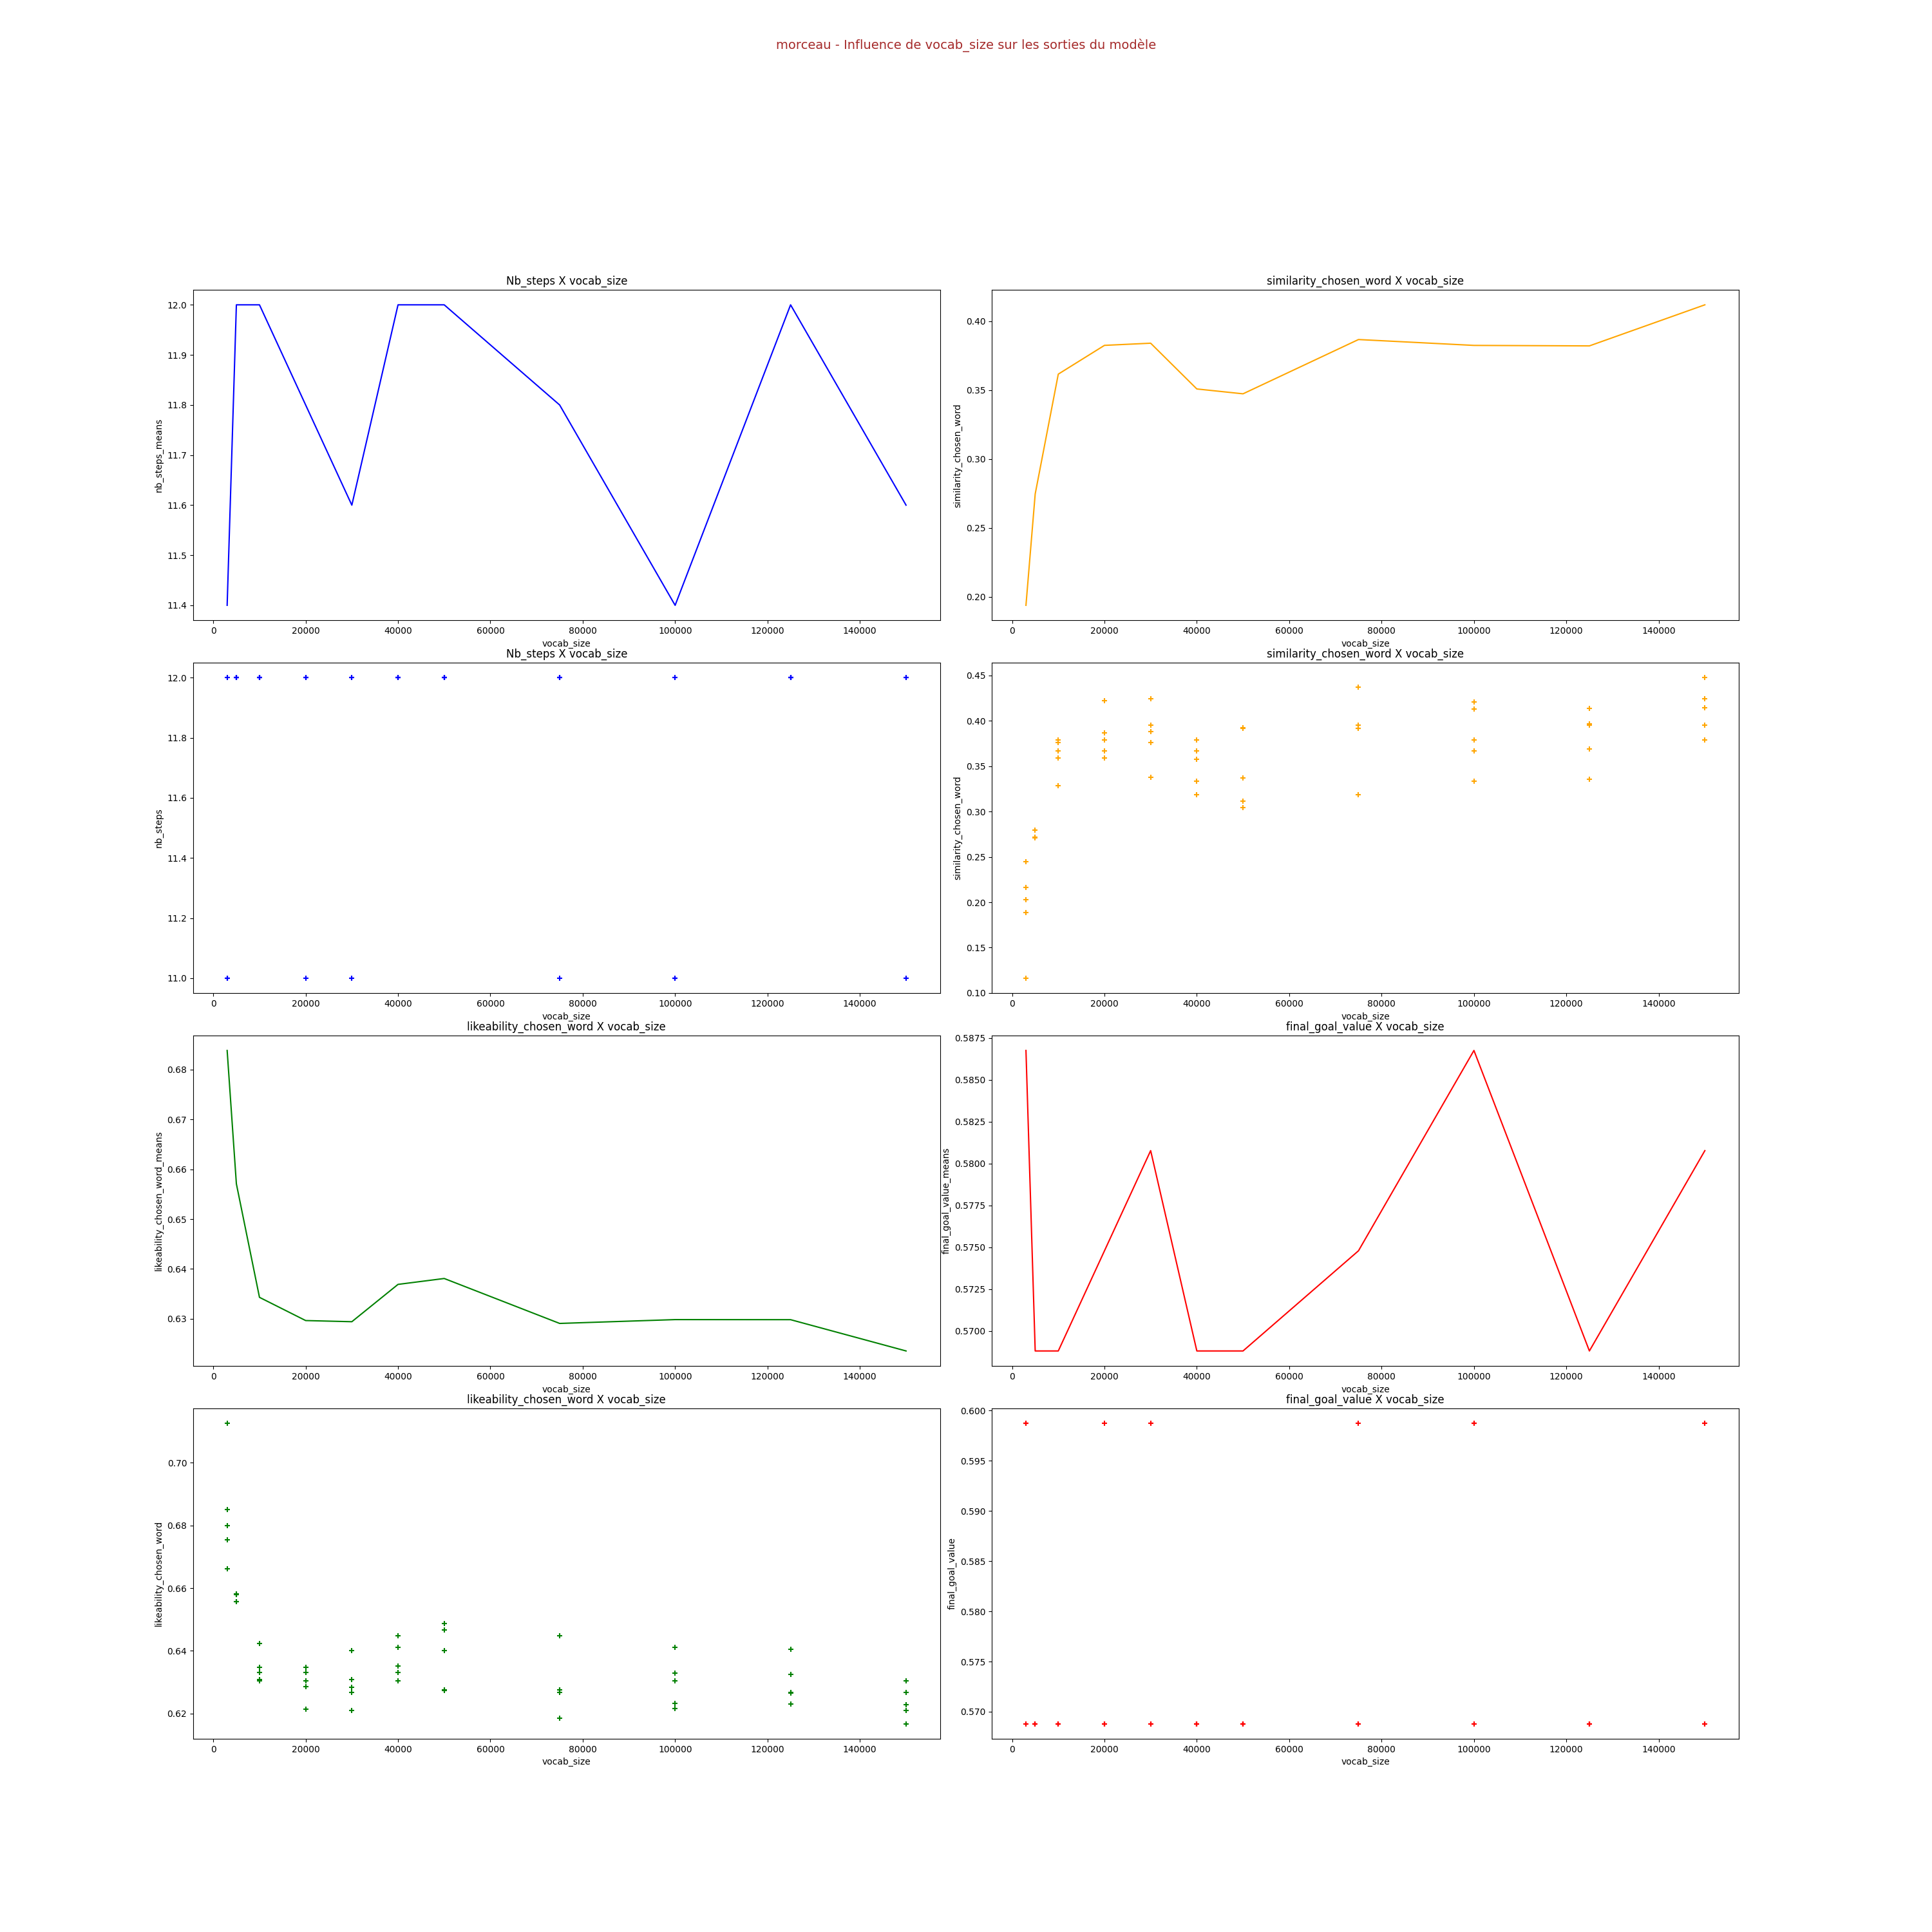 morceau - Influence de vocab_size sur les sorties du modèle
Nb_steps X vocab_size
nb_steps_means
12.0
11.9
11.8
11.7
11.6
11.5
11.4
0 20000 40000 60000 80000 100000 120000 140000
vocab_size
similarity_chosen_word X vocab_size
similarity_chosen_word
0.40
0.35
0.30
0.25
0.20
0 20000 40000 60000 80000 100000 120000 140000
vocab_size
Nb_steps X vocab_size
nb_steps
12.0
11.8
11.6
11.4
11.2
11.0
0 20000 40000 60000 80000 100000 120000 140000
vocab_size
similarity_chosen_word X vocab_size
similarity_chosen_word
0.45
0.40
0.35
0.30
0.25
0.20
0.15
0.10
0 20000 40000 60000 80000 100000 120000 140000
vocab_size
likeability_chosen_word X vocab_size
likeability_chosen_word_means
0.68
0.67
0.66
0.65
0.64
0.63
0 20000 40000 60000 80000 100000 120000 140000
vocab_size
final_goal_value X vocab_size
final_goal_value_means
0.5875
0.5850
0.5825
0.5800
0.5775
0.5750
0.5725
0.5700
0 20000 40000 60000 80000 100000 120000 140000
vocab_size
likeability_chosen_word X vocab_size
likeability_chosen_word
0.70
0.68
0.66
0.64
0.62
0 20000 40000 60000 80000 100000 120000 140000
vocab_size
final_goal_value X vocab_size
final_goal_value
0.600
0.595
0.590
0.585
0.580
0.575
0.570
0 20000 40000 60000 80000 100000 120000 140000
vocab_size